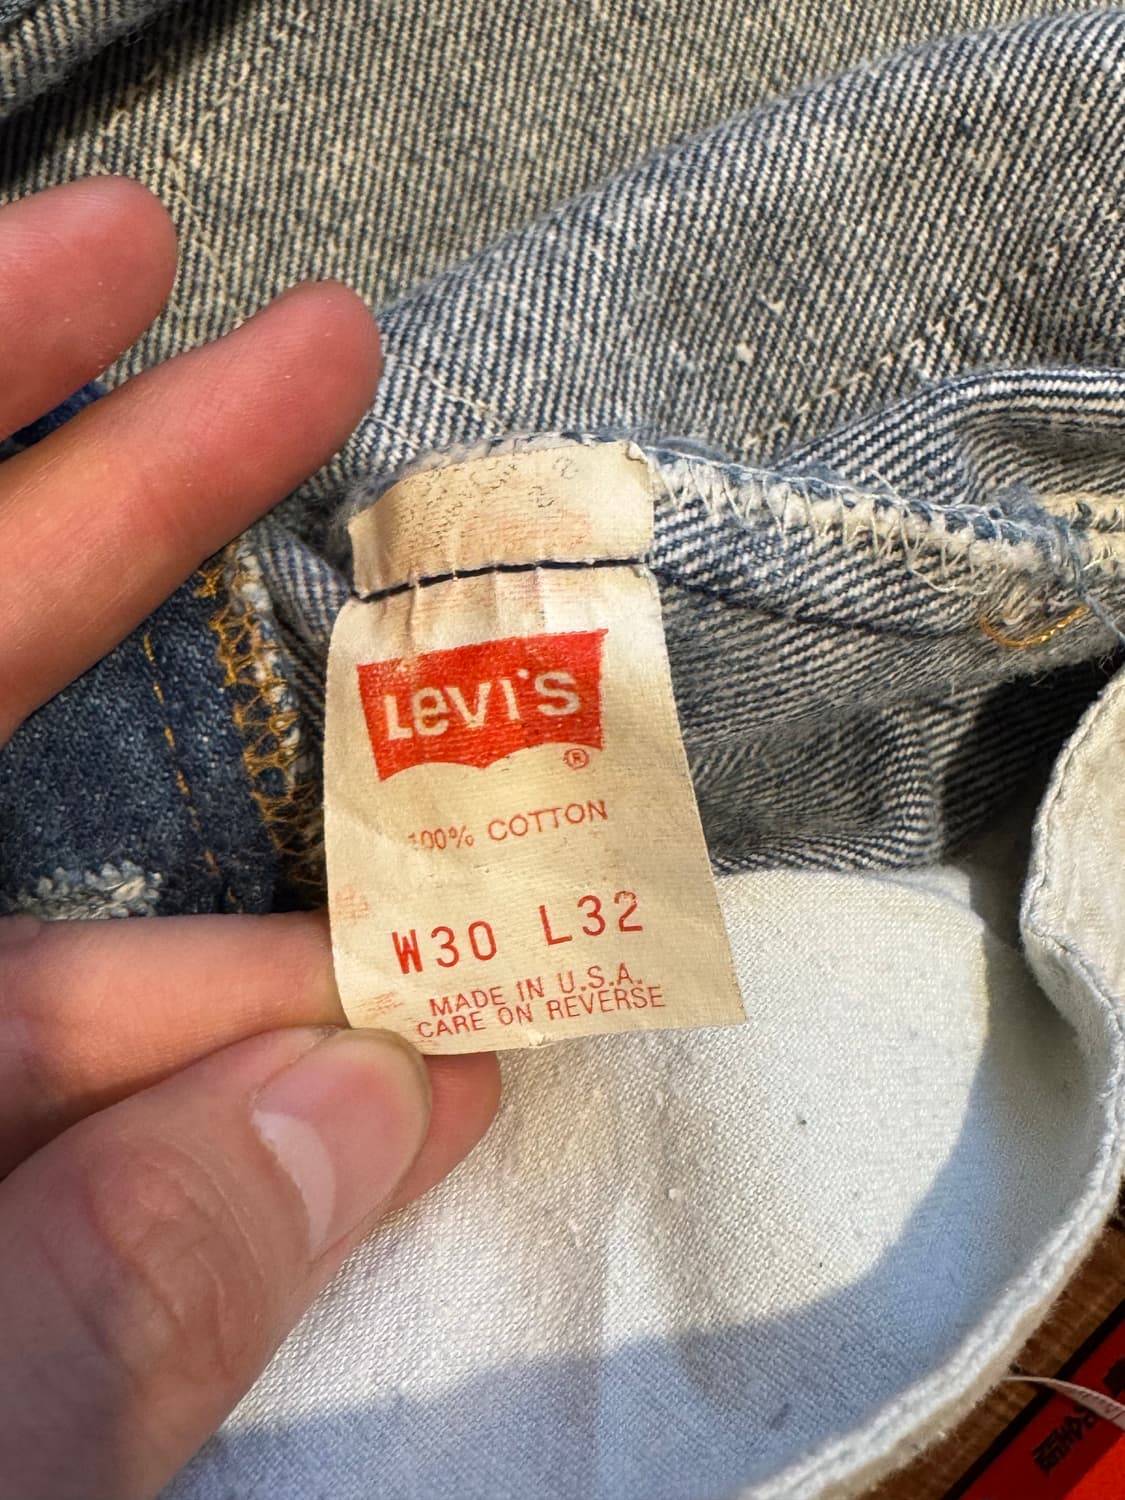 Levi's ®
100% COTTON
W30 L32
MADE IN U.S.A.
CARE ON REVERSE